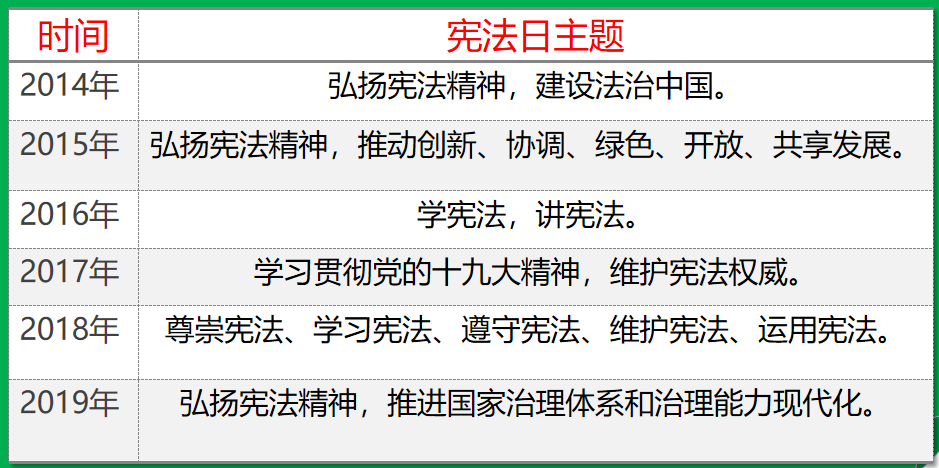 时间 宪法日主题
2014年 弘扬宪法精神，建设法治中国。
2015年 弘扬宪法精神，推动创新、协调、绿色、开放、共享发展。
2016年 学宪法，讲宪法。
2017年 学习贯彻党的十九大精神，维护宪法权威。
2018年 尊崇宪法、学习宪法、遵守宪法、维护宪法、运用宪法。
2019年 弘扬宪法精神，推进国家治理体系和治理能力现代化。